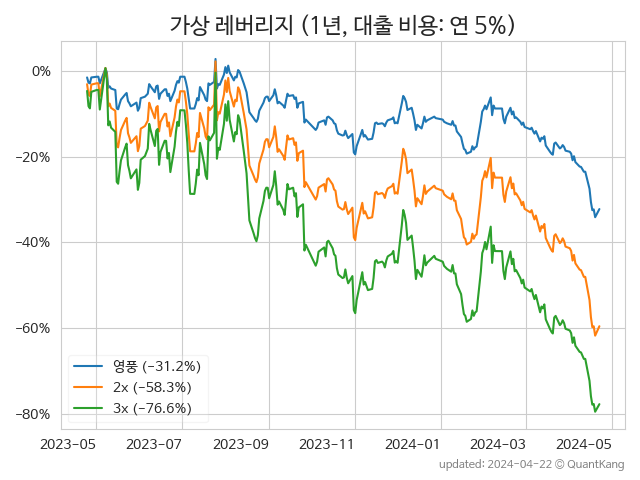 가상 레버리지 (1년, 대출 비용: 연 5%)
0%
−20%
−40%
−60%
−80%
영풍 (−31.2%)
2x (−58.3%)
3x (−76.6%)
2023−05 2023−07 2023−09 2023−11 2024−01 2024−03 2024−05
updated: 2024−04−22 © QuantKang